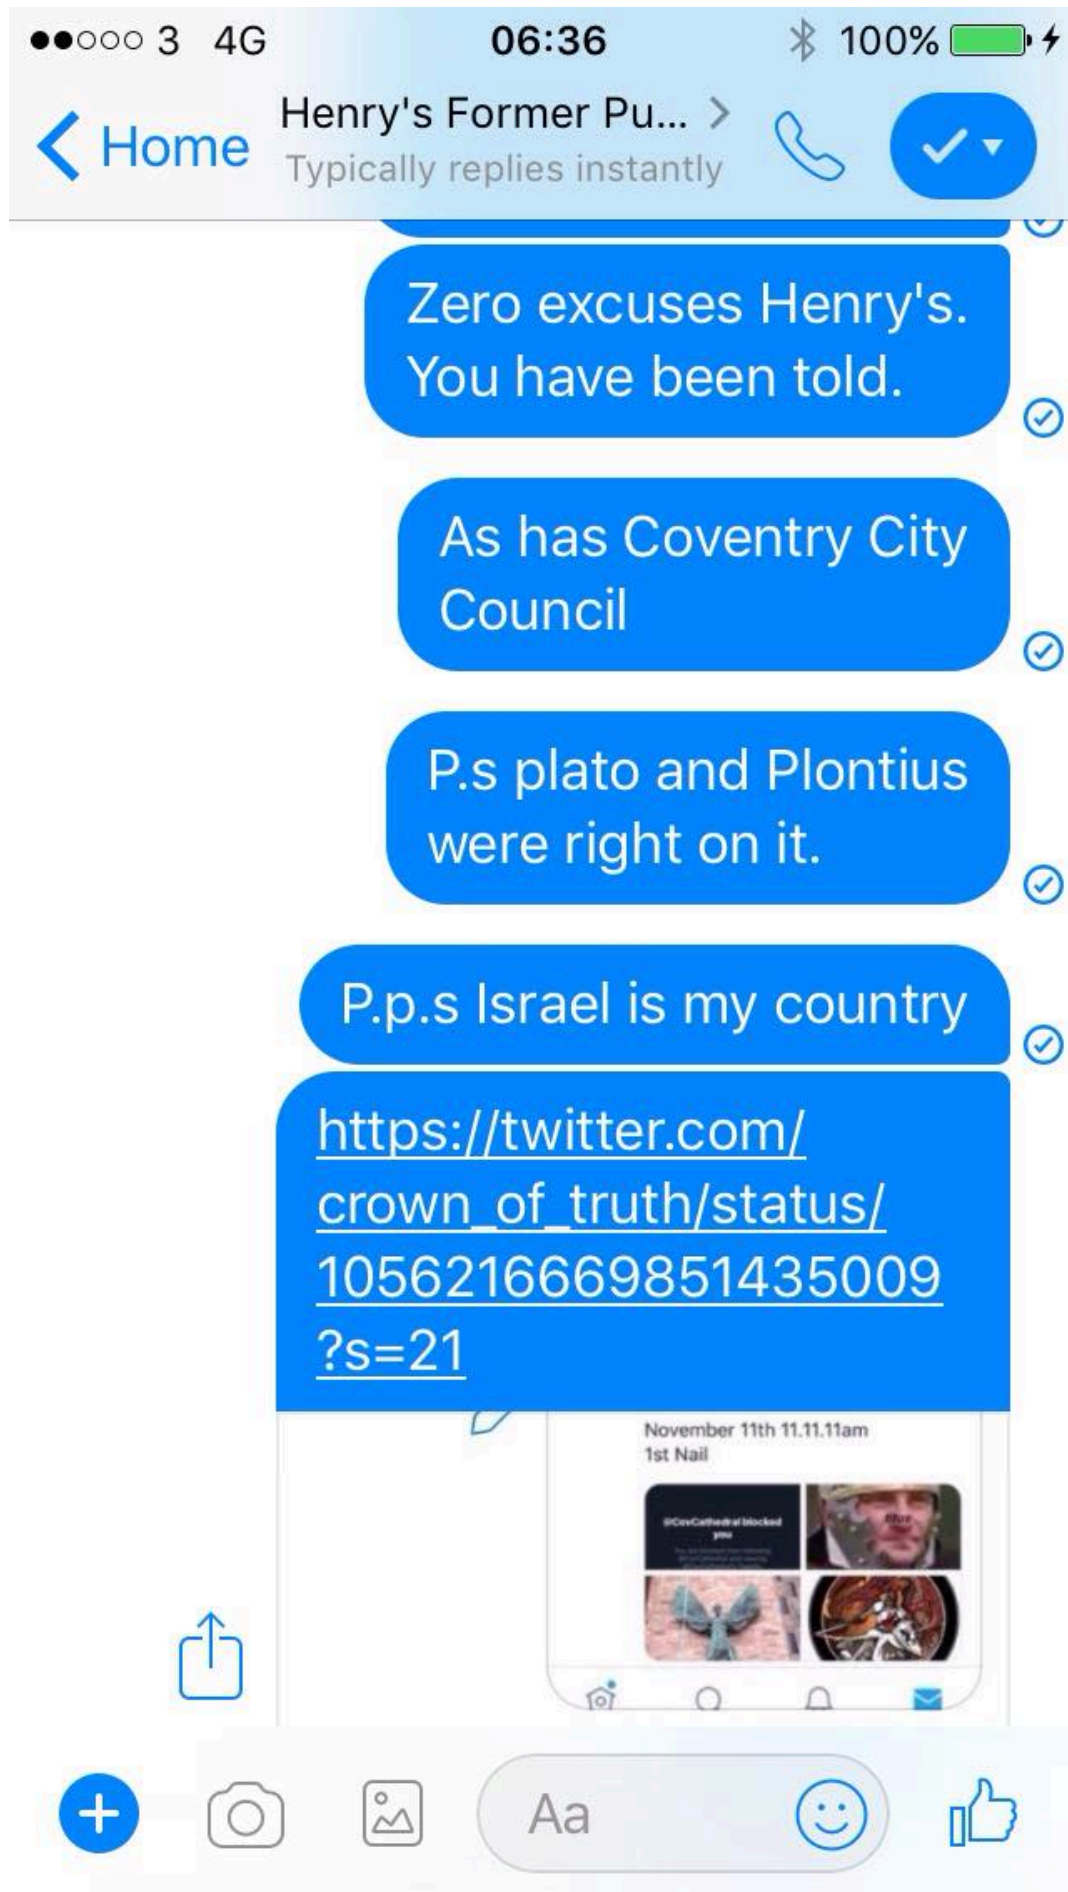 3 4G 06:36 100%
Home
Henry's Former Pu...
Typically replies instantly
Zero excuses Henry's.
You have been told.
As has Coventry City
Council
P.s plato and Plontius
were right on it.
P.p.s Israel is my country
https://twitter.com/
crown_of_truth/status/
1056216669851435009
?s=21
November 11th 11.11.11am
1st Nail
@CovCathedral blocked
you
Aa